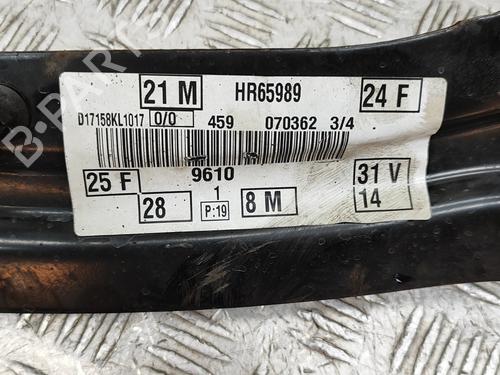 21 M HR65989 24 F
D17158KL1017 0/0 459 070362 3/4
25 F 9610 31 V
28 1 P:19 8 M 14
B-PARTS